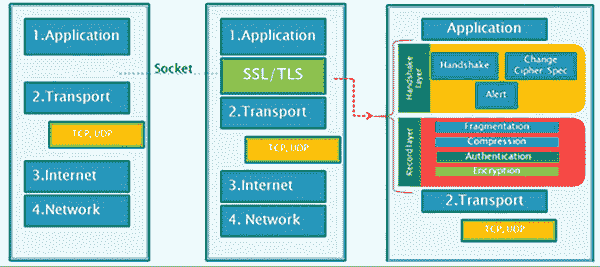 1.Application
2.Transport
TCP, UDP
3.Internet
4.Network
Socket
1.Application
SSL/TLS
2.Transport
TCP, UDP
3.Internet
4. Network
Application
Handshake
Layer
Handshake
Change
Cipher Spec
Alert
Record layer
Fragmentation
Compression
Authentication
Encryption
2.Transport
TCP, UDP